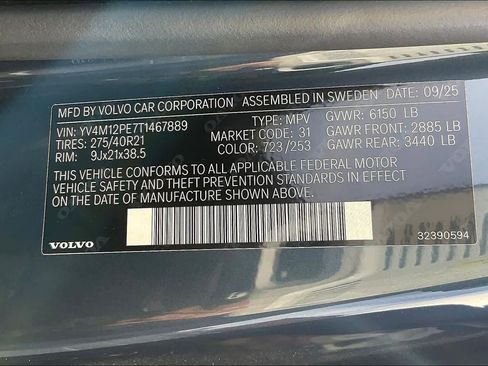 MFD BY VOLVO CAR CORPORATION ASSEMBLED IN SWEDEN DATE: 09/25
VIN: YV4M12PE7T1467889 TYPE: MPV GVWR: 6150 LB
TIRES: 275/40R21 MARKET CODE: 31 GAWR FRONT: 2885 LB
RIM: 9Jx21x38.5 COLOR: 723/253 GAWR REAR: 3440 LB
THIS VEHICLE CONFORMS TO ALL APPLICABLE FEDERAL MOTOR
VEHICLE SAFETY AND THEFT PREVENTION STANDARDS IN EFFECT
ON THE DATE OF MANUFACTURE SHOWN ABOVE.
VOLVO 32390594